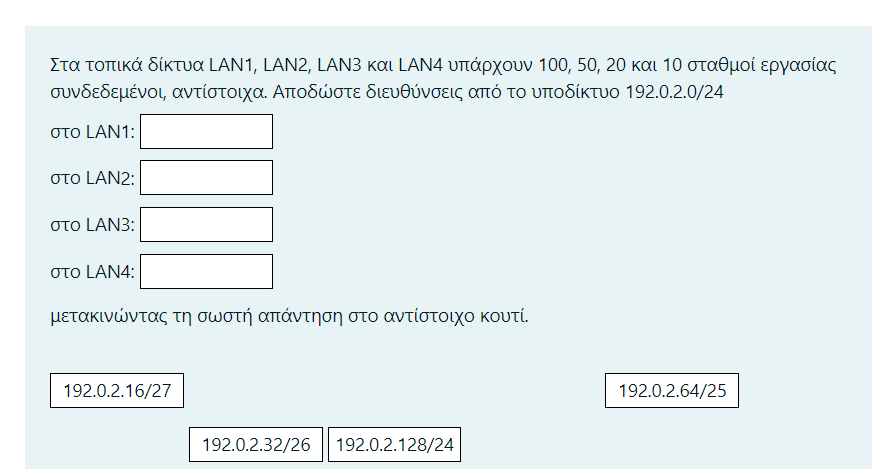 Στα τοπικά δίκτυα LAN1, LAN2, LAN3 και LAN4 υπάρχουν 100, 50, 20 και 10 σταθμοί εργασίας
συνδεδεμένοι, αντίστοιχα. Αποδώστε διευθύνσεις από το υποδίκτυο 192.0.2.0/24
στο LAN1:
στο LAN2:
στο LAN3:
στο LAN4:
μετακινώντας τη σωστή απάντηση στο αντίστοιχο κουτί.
192.0.2.16/27 192.0.2.64/25
192.0.2.32/26 192.0.2.128/24